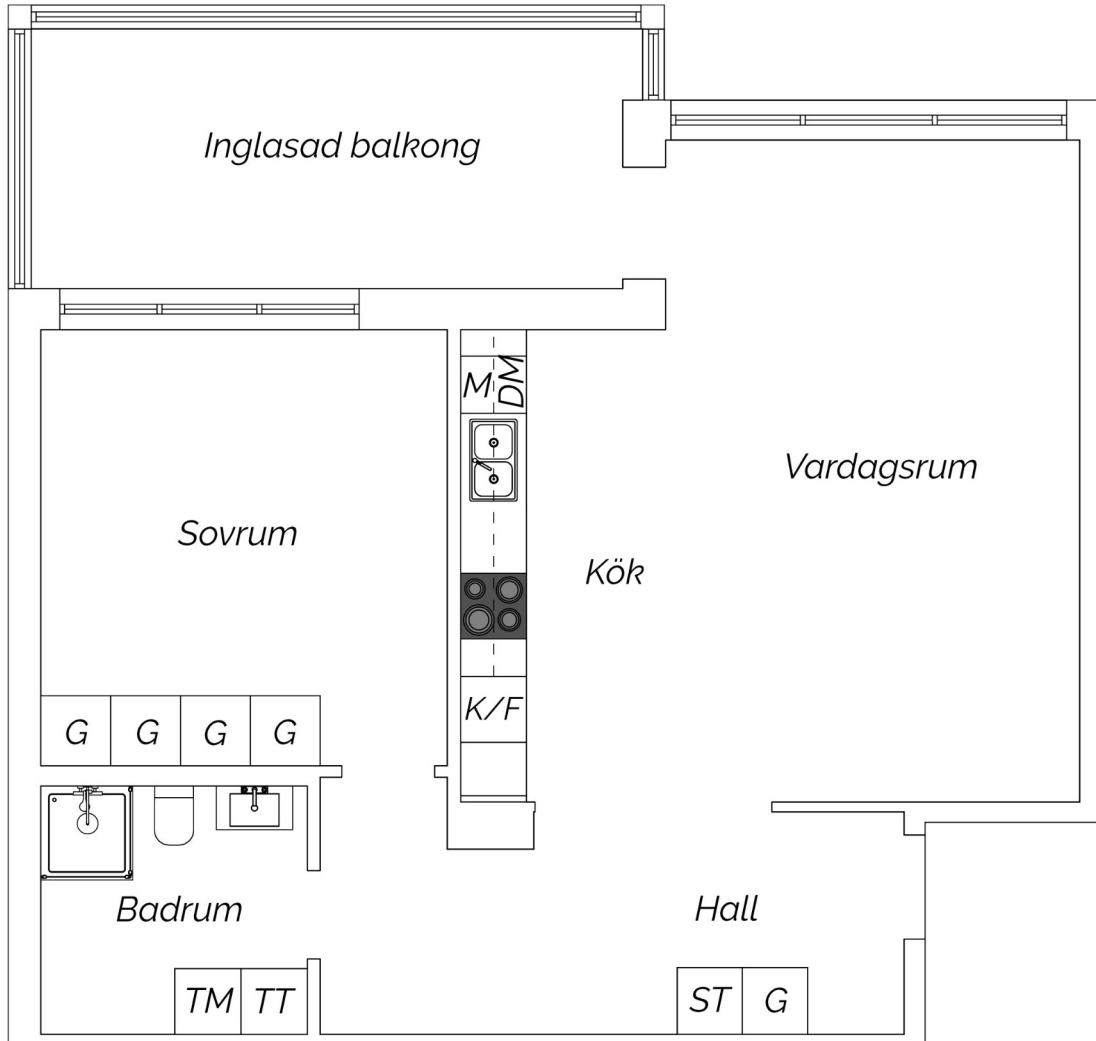 Inglasad balkong
M
DM
Vardagsrum
Sovrum
Kök
K/F
G G G G
Badrum
Hall
TM TT
ST G